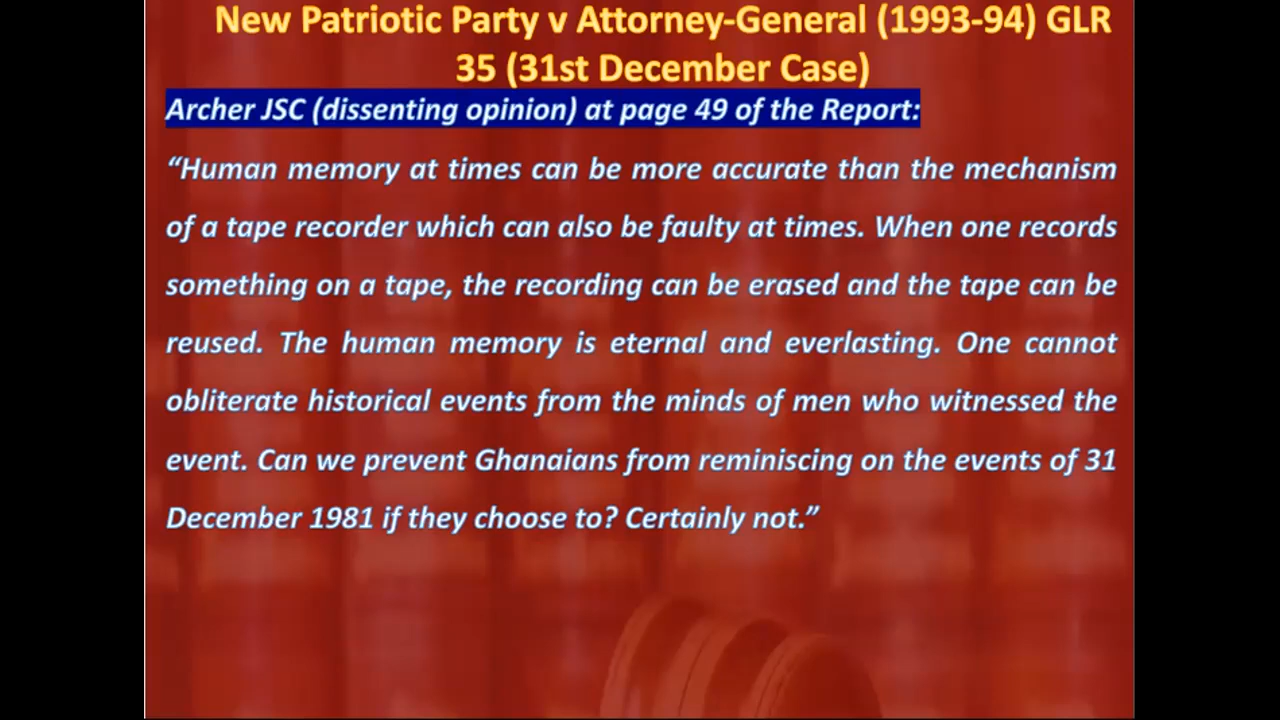 New Patriotic Party v Attorney-General (1993-94) GLR
35 (31st December Case)
Archer JSC (dissenting opinion) at page 49 of the Report:
“Human memory at times can be more accurate than the mechanism
of a tape recorder which can also be faulty at times. When one records
something on a tape, the recording can be erased and the tape can be
reused. The human memory is eternal and everlasting. One cannot
obliterate historical events from the minds of men who witnessed the
event. Can we prevent Ghanaians from reminiscing on the events of 31
December 1981 if they choose to? Certainly not.”